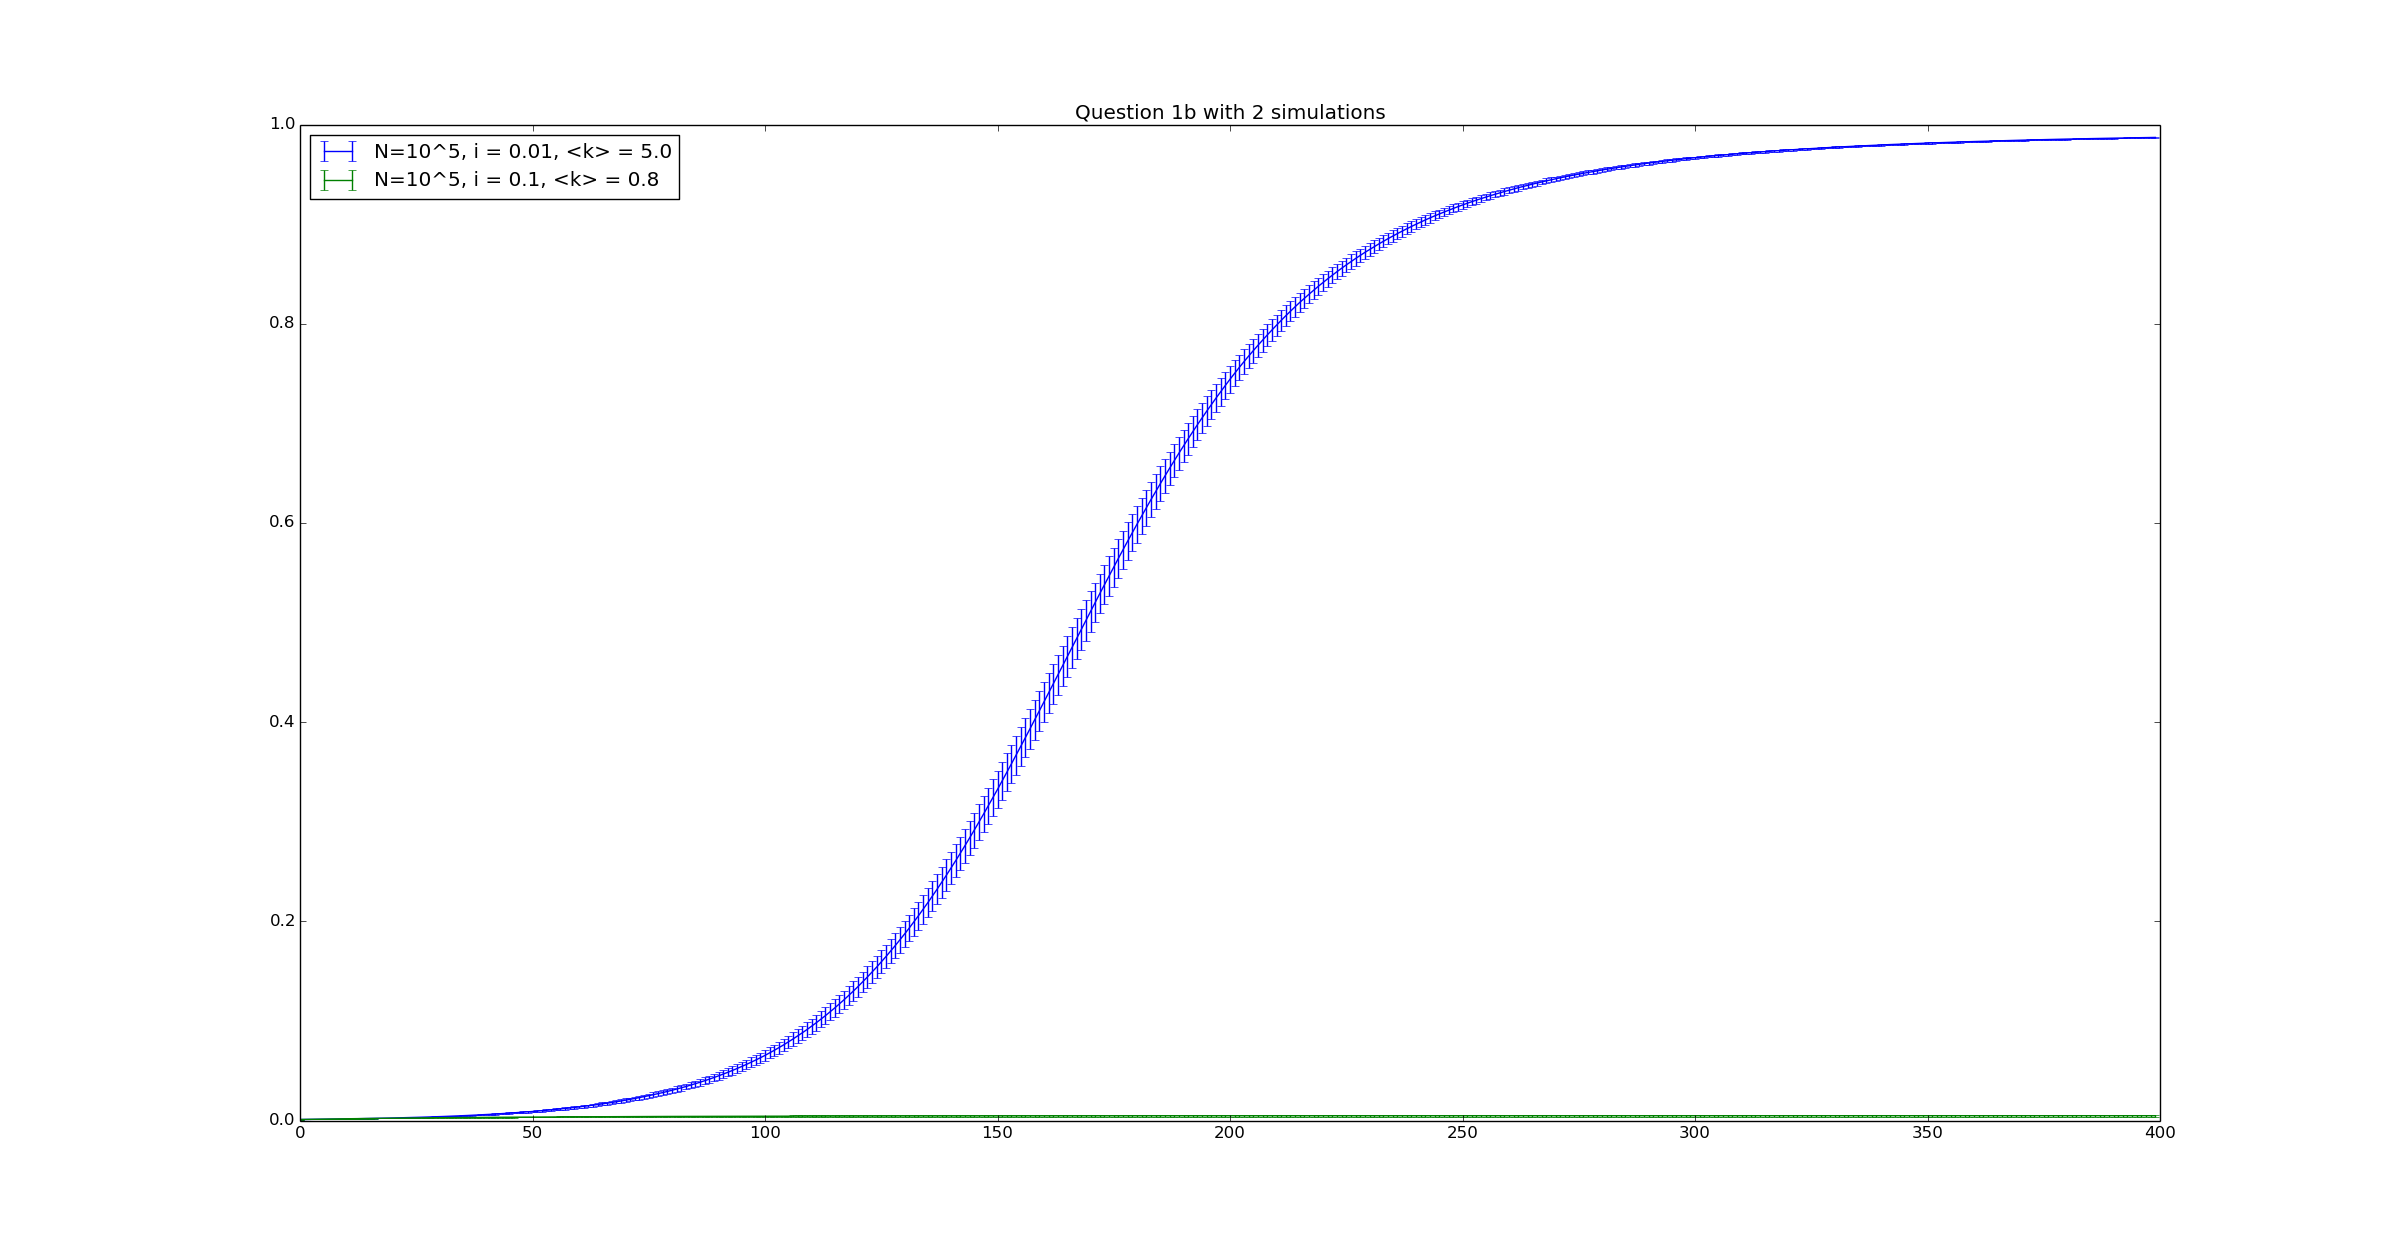 Question 1b with 2 simulations
1.0
N=10^5, i = 0.01, <k> = 5.0
N=10^5, i = 0.1, <k> = 0.8
0.8
0.6
0.4
0.2
0.0
0 50 100 150 200 250 300 350 400